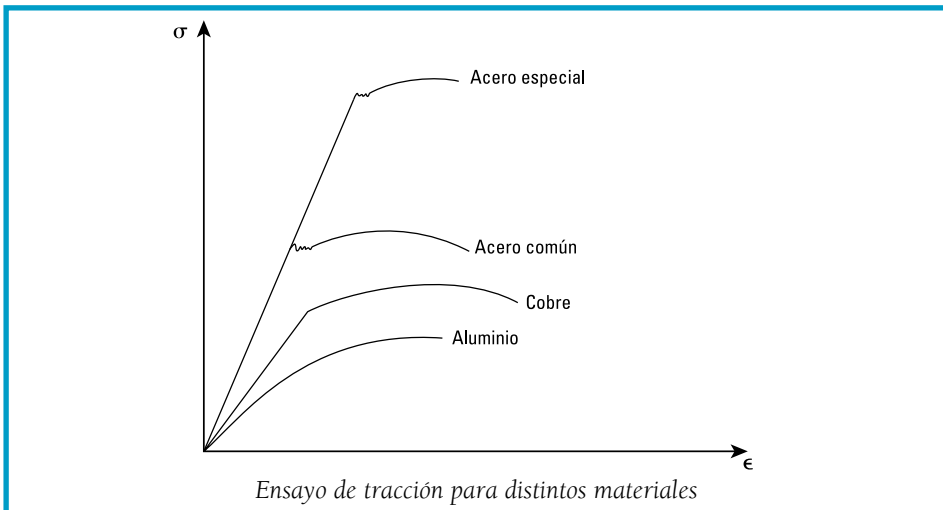 σ
Acero especial
Acero común
Cobre
Aluminio
ϵ
Ensayo de tracción para distintos materiales